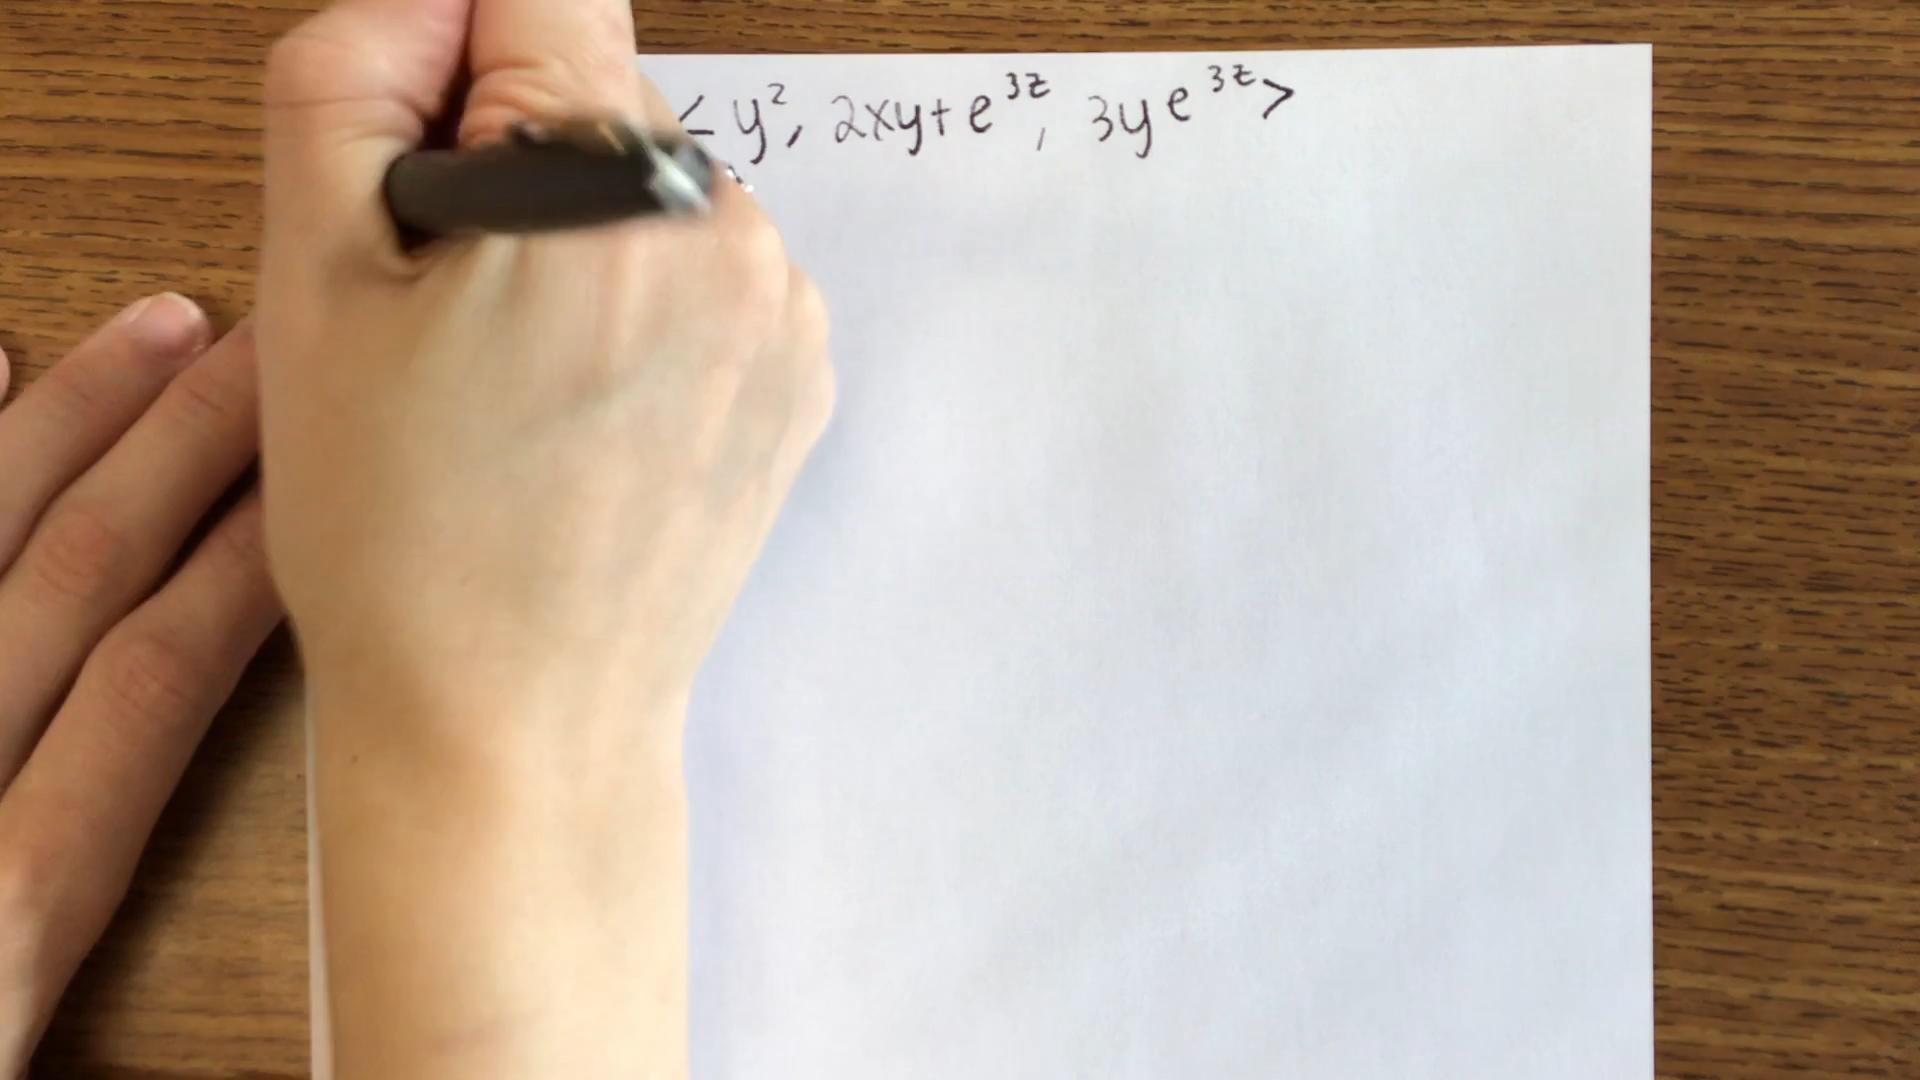 < y², 2xy+e³ᶻ, 3ye³ᶻ>